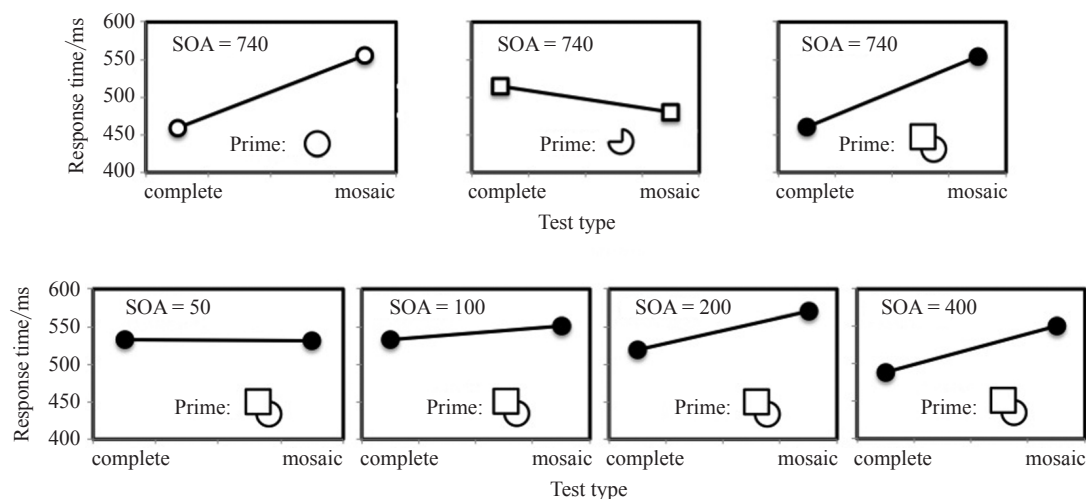 Response time/ms
600
550
500
450
400
SOA = 740
Prime:
complete
mosaic
SOA = 740
Prime:
complete
mosaic
SOA = 740
Prime:
complete
mosaic
Test type
Response time/ms
600
550
500
450
400
SOA = 50
Prime:
complete
mosaic
SOA = 100
Prime:
complete
mosaic
SOA = 200
Prime:
complete
mosaic
SOA = 400
Prime:
complete
mosaic
Test type